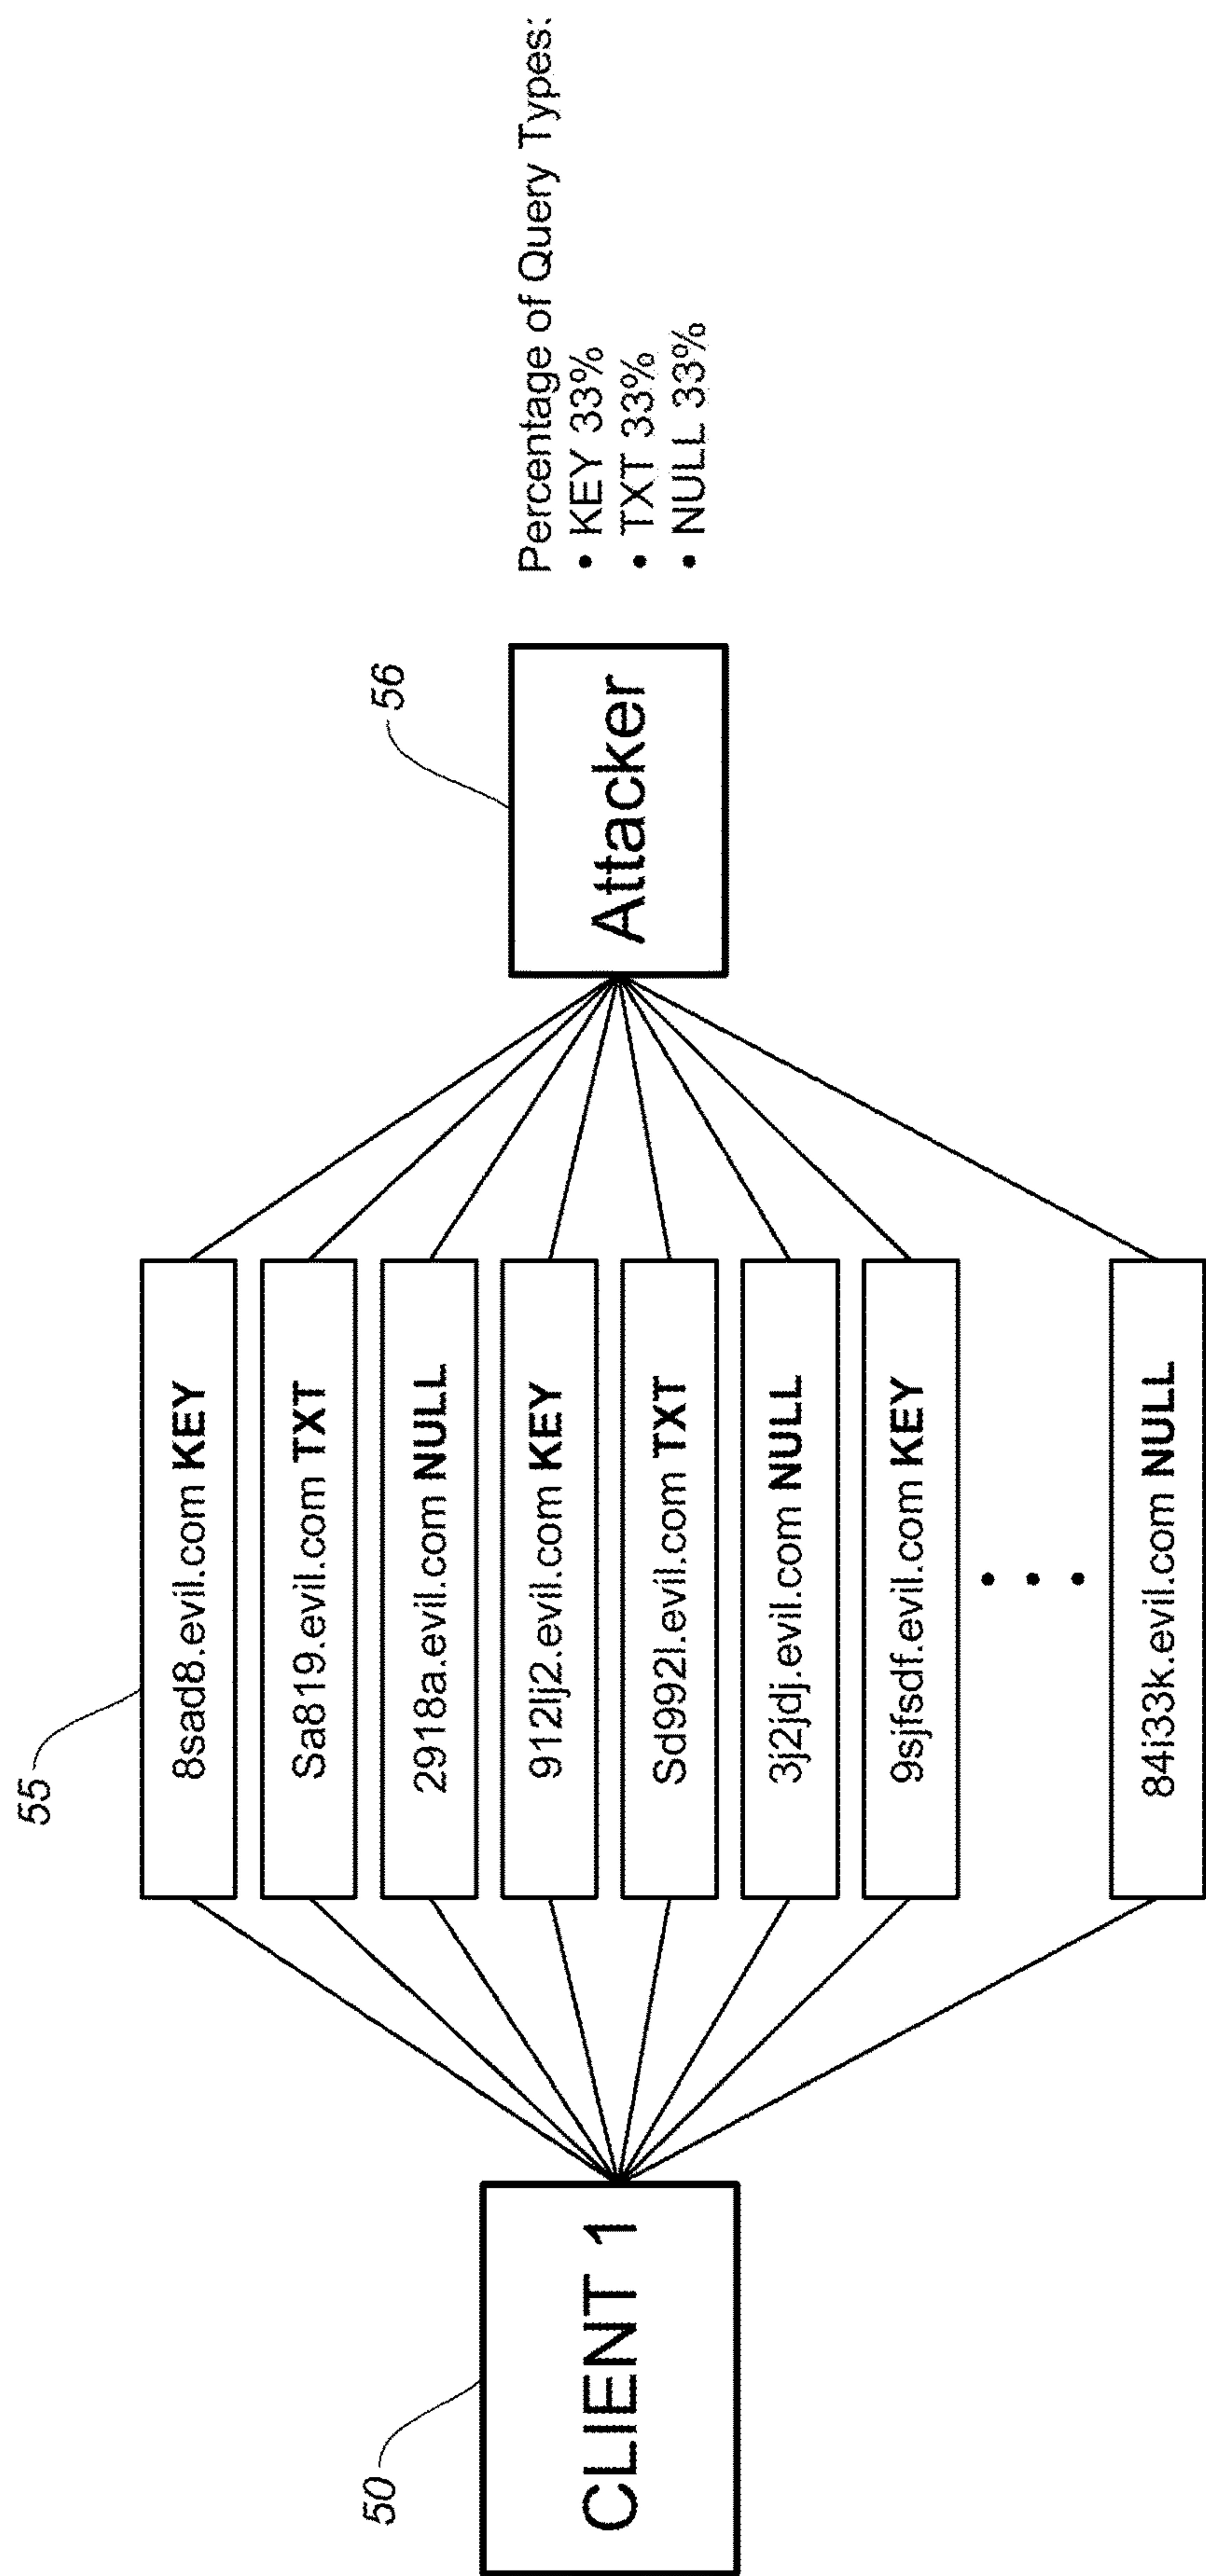 55
8sad8.evil.com KEY
Sa819.evil.com TXT
2918a.evil.com NULL
912lj2.evil.com KEY
Sd992l.evil.com TXT
3j2jdj.evil.com NULL
9sjfsdf.evil.com KEY
84i33k.evil.com NULL
50
CLIENT 1
56
Attacker
Percentage of Query Types:
• KEY 33%
• TXT 33%
• NULL 33%